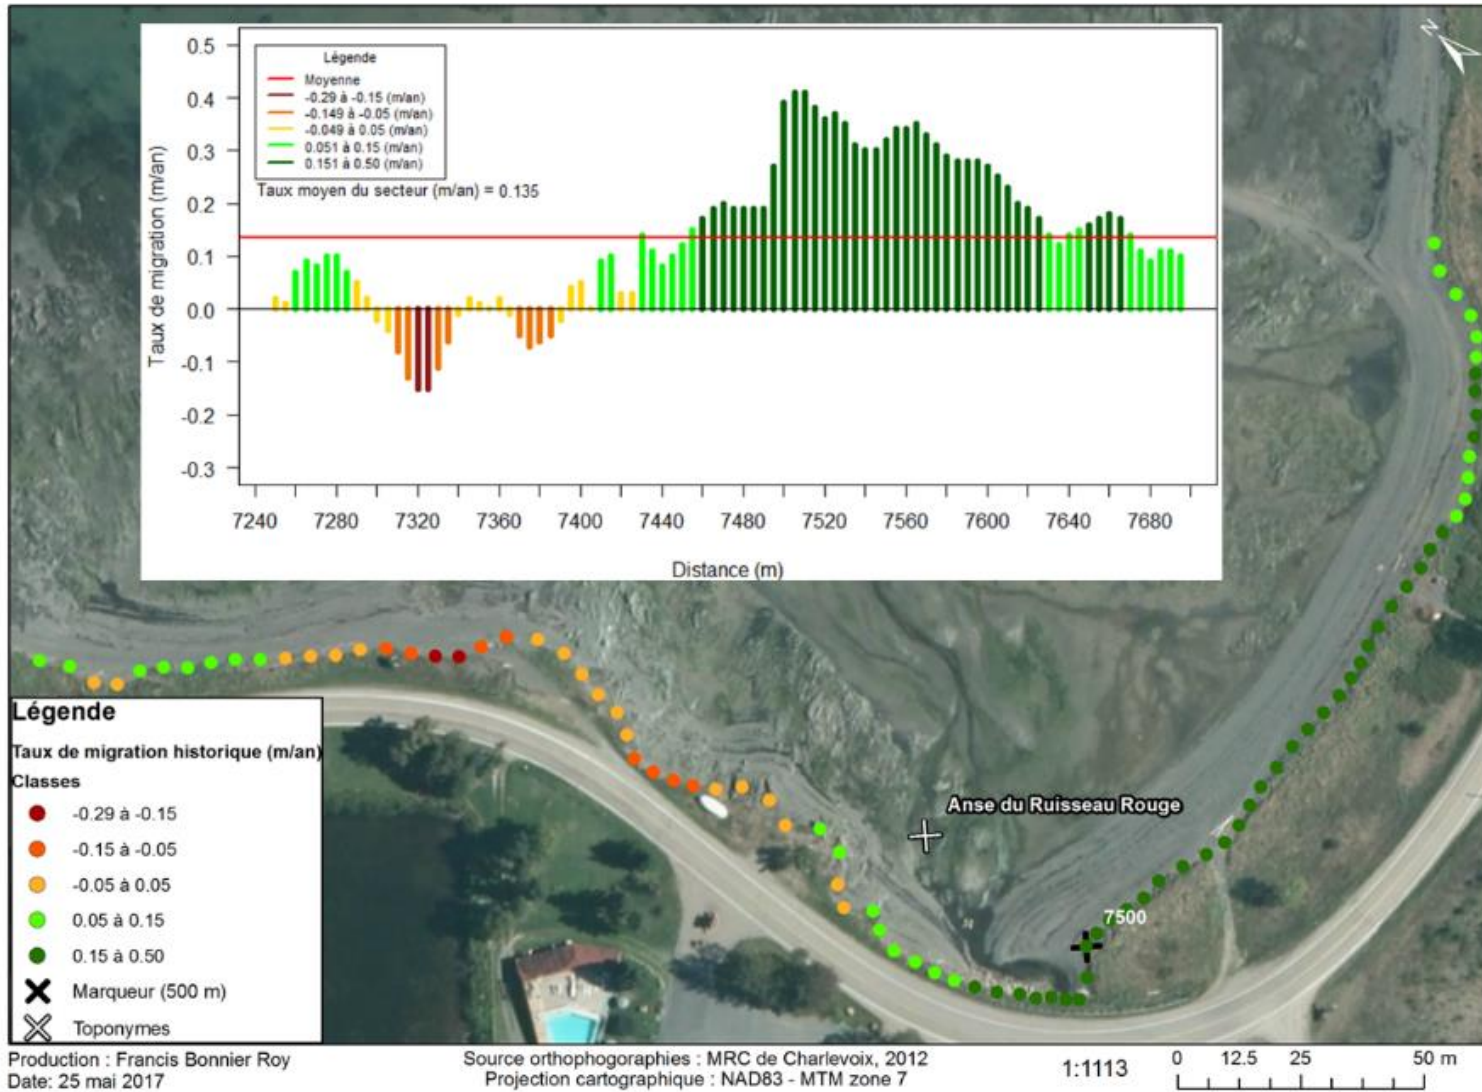 N
Légende
Moyenne
-0.29 à -0.15 (m/an)
-0.149 à -0.05 (m/an)
-0.049 à 0.05 (m/an)
0.051 à 0.15 (m/an)
0.151 à 0.50 (m/an)
Taux moyen du secteur (m/an) = 0.135
Taux de migration (m/an)
0.5
0.4
0.3
0.2
0.1
0.0
-0.1
-0.2
-0.3
7240 7280 7320 7360 7400 7440 7480 7520 7560 7600 7640 7680
Distance (m)
Anse du Ruisseau Rouge
7500
Légende
Taux de migration historique (m/an)
Classes
-0.29 à -0.15
-0.15 à -0.05
-0.05 à 0.05
0.05 à 0.15
0.15 à 0.50
Marqueur (500 m)
Toponymes
Production : Francis Bonnier Roy
Date: 25 mai 2017
Source orthophogoraphies : MRC de Charlevoix, 2012
Projection cartographique : NAD83 - MTM zone 7
1:1113
0 12.5 25 50 m